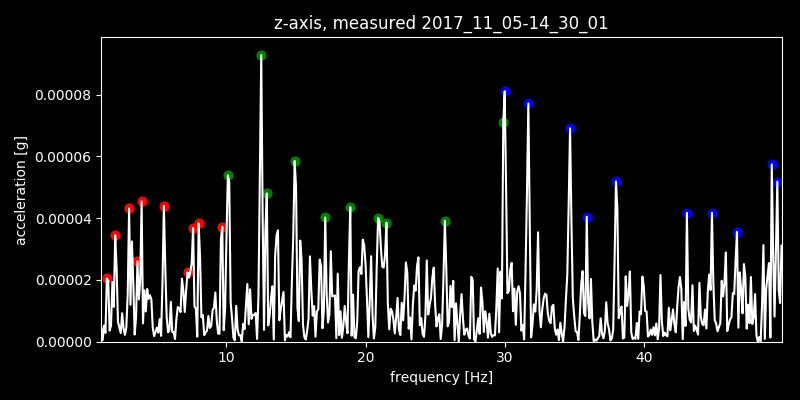 z-axis, measured 2017_11_05-14_30_01
0.00008
0.00006
0.00004
0.00002
0.00000
acceleration [g]
10 20 30 40
frequency [Hz]